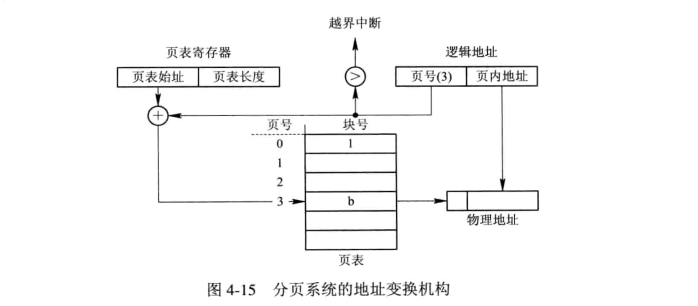 越界中断
页表寄存器
逻辑地址
页表始址 页表长度
>
页号(3) 页内地址
+
页号 块号
0 1
1
2
3 b
物理地址
页表
图 4-15 分页系统的地址变换机构